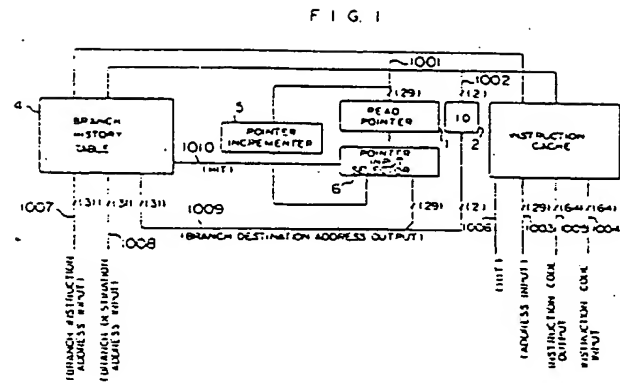 FIG. 1
1001
1002
(29)
(2)
4
BRANCH
HISTORY
TABLE
5
POINTER
INCREMENTER
READ
POINTER
1
2
INSTRUCTION
CACHE
1010
(HIT)
POINTER
6
(29)
(2)
1007
(31)
(31)
(31)
1008
1009
(BRANCH DESTINATION ADDRESS OUTPUT)
1006
(29)
1003
(64)
1005
(64)
1004
(BRANCH INSTRUCTION
ADDRESS INPUT)
(BRANCH DESTINATION
ADDRESS INPUT)
(HIT)
(ADDRESS INPUT)
INSTRUCTION CODE
OUTPUT
INSTRUCTION CODE
INPUT